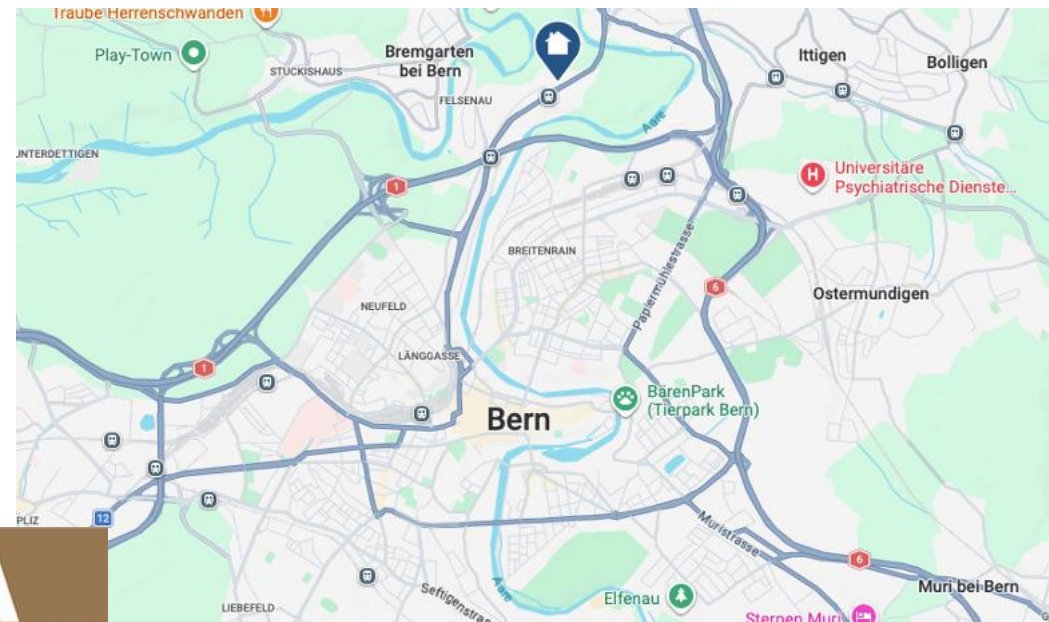 Traube Herrenschwanden
Play-Town
STUCKISHAUS
Bremgarten
bei Bern
FELSENAU
Ittigen
Bolligen
Aare
UNTERDETTIGEN
1
H
Universitäre
Psychiatrische Dienste...
BREITENRAIN
Papiermühlestrasse
6
NEUFELD
Ostermundigen
LÄNGGASSE
1
BärenPark
(Tierpark Bern)
Bern
PLIZ
12
Muristrasse
6
Muri bei Bern
Aare
Elfenau
LIEBEFELD
Seftigenstras
Sternen Muri
G